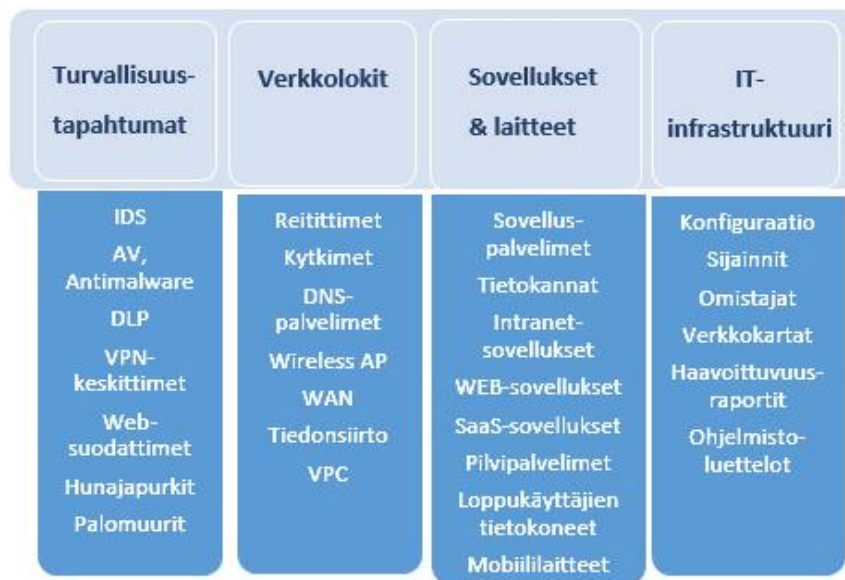 Turvallisuus-
tapahtumat
Verkkolokit
Sovellukset
& laitteet
IT-
infrastruktuuri
IDS
AV,
Antimalware
DLP
VPN-
keskittimet
Web-
suodattimet
Hunajapurkit
Palomuurit
Reitittimet
Kytkimet
DNS-
palvelimet
Wireless AP
WAN
Tiedonsiirto
VPC
Sovellus-
palvelimet
Tietokannat
Intranet-
sovellukset
WEB-sovellukset
SaaS-sovellukset
Pilvipalvelimet
Loppukäyttäjien
tietokoneet
Mobiililaitteet
Konfiguraatio
Sijainnit
Omistajat
Verkkokartat
Haavoittuvuus-
raportit
Ohjelmisto-
luettelot